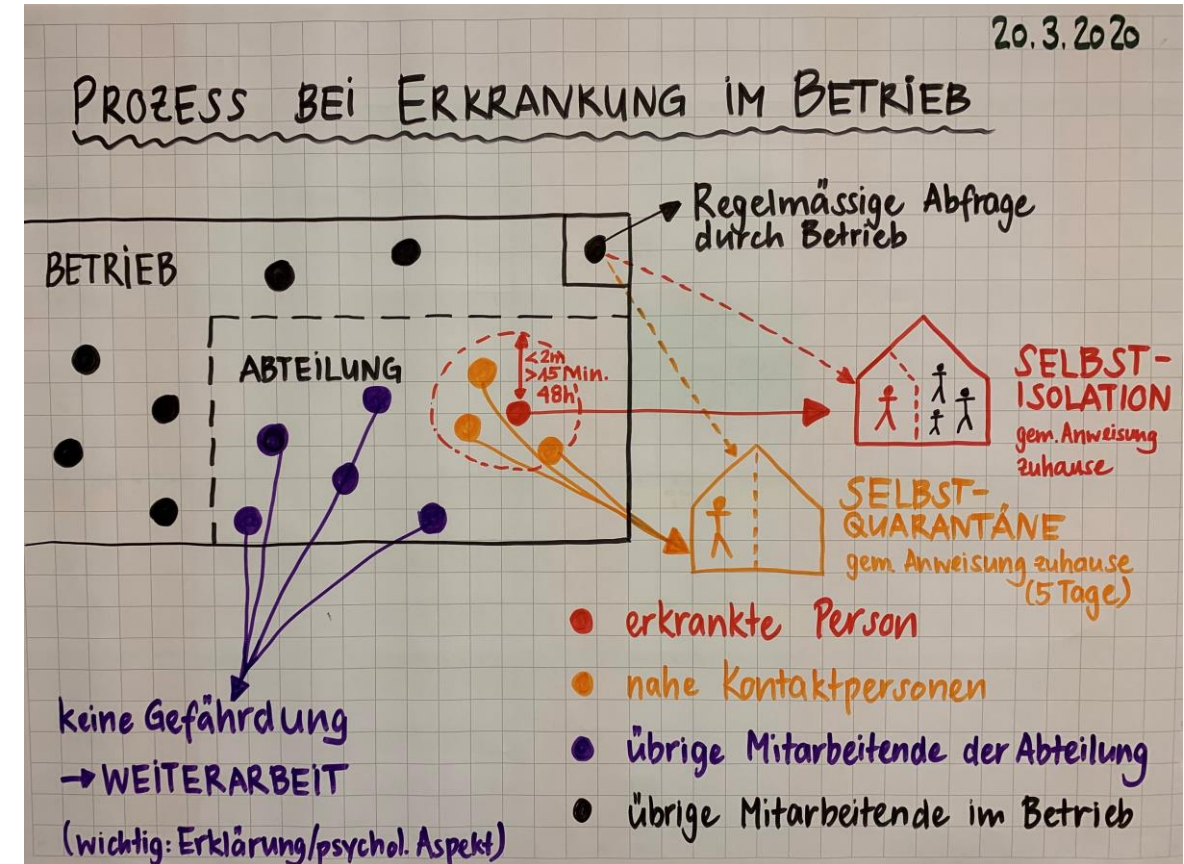 20.3.2020
PROZESS BEI ERKRANKUNG IM BETRIEB
Regelmässige Abfrage
durch Betrieb
BETRIEB
ABTEILUNG
<2m
>15 Min.
48h
SELBST-
ISOLATION
gem. Anweisung
zuhause
SELBST-
QUARANTÄNE
gem. Anweisung zuhause
(5 Tage)
keine Gefährdung
→ WEITERARBEIT
(wichtig: Erklärung/psychol. Aspekt)
erkrankte Person
nahe Kontaktpersonen
übrige Mitarbeitende der Abteilung
übrige Mitarbeitende im Betrieb